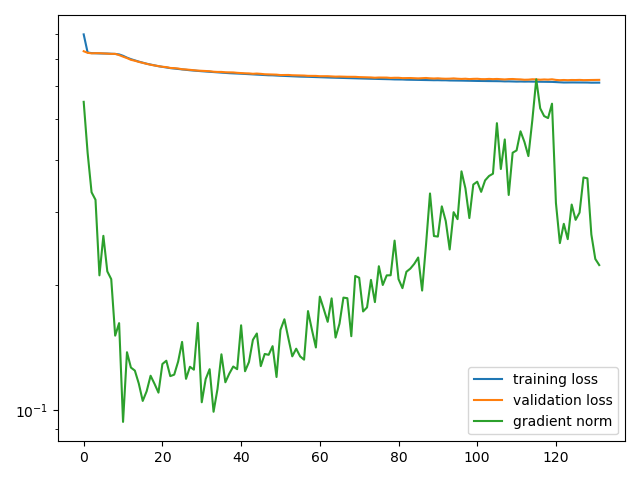 10⁻¹
0 20 40 60 80 100 120
training loss
validation loss
gradient norm